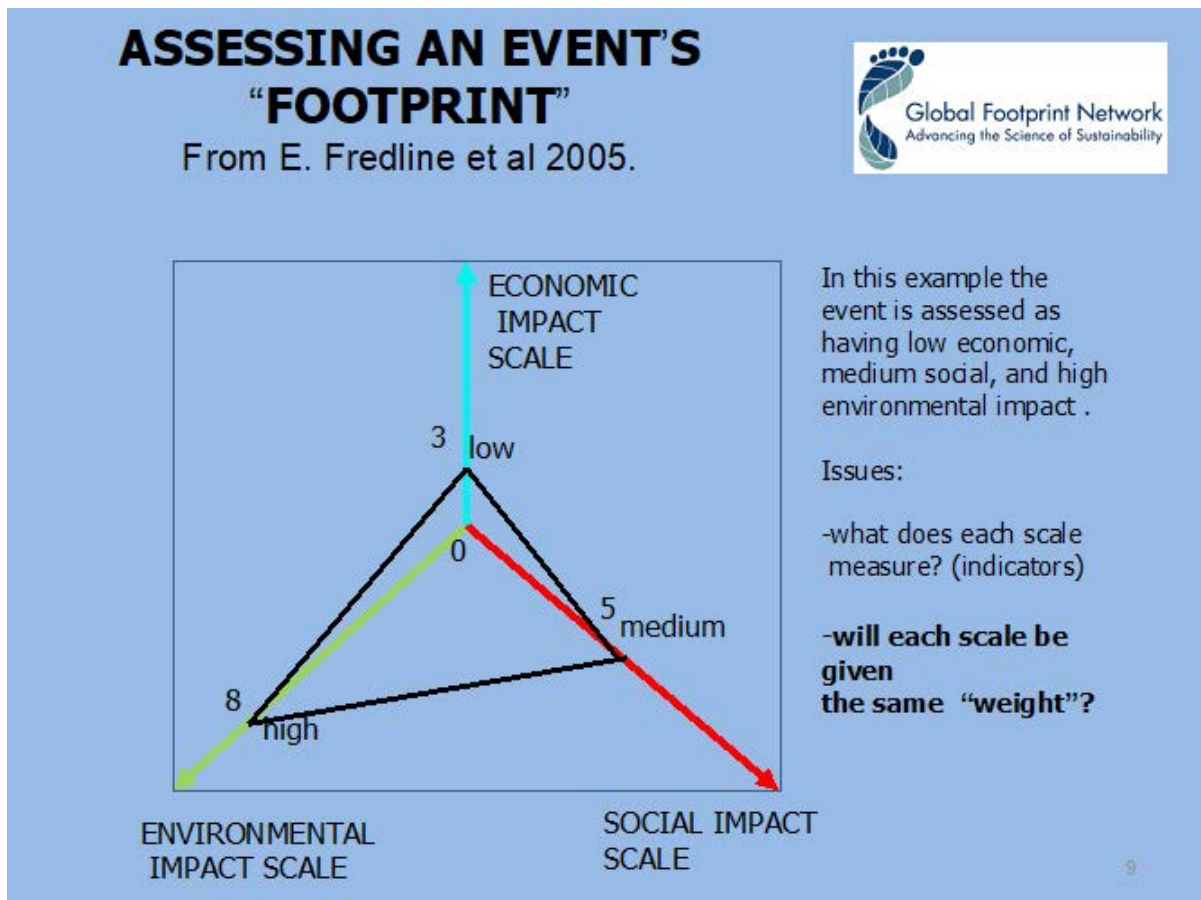 ASSESSING AN EVENT’S
“FOOTPRINT”
From E. Fredline et al 2005.
Global Footprint Network
Advancing the Science of Sustainability
ECONOMIC
IMPACT
SCALE
3
low
0
5
medium
8
high
ENVIRONMENTAL
IMPACT SCALE
SOCIAL IMPACT
SCALE
In this example the
event is assessed as
having low economic,
medium social, and high
environmental impact .
Issues:
-what does each scale
measure? (indicators)
-will each scale be
given
the same “weight”?
9